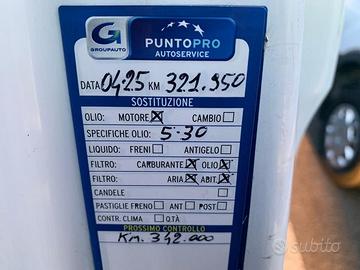 G
GROUPAUTO
PUNTOPRO
AUTOSERVICE
DATA 04-25 KM 321.950
SOSTITUZIONE
OLIO: MOTORE CAMBIO
SPECIFICHE OLIO: 5-30
LIQUIDO: FRENI ANTIGELO
FILTRO: CARBURANTE OLIO
FILTRO: ARIA ABIT.
CANDELE
PASTIGLIE FRENO ANT POST
CONTR. CLIMA Q.TÀ
PROSSIMO CONTROLLO
Km. 342.000
subito